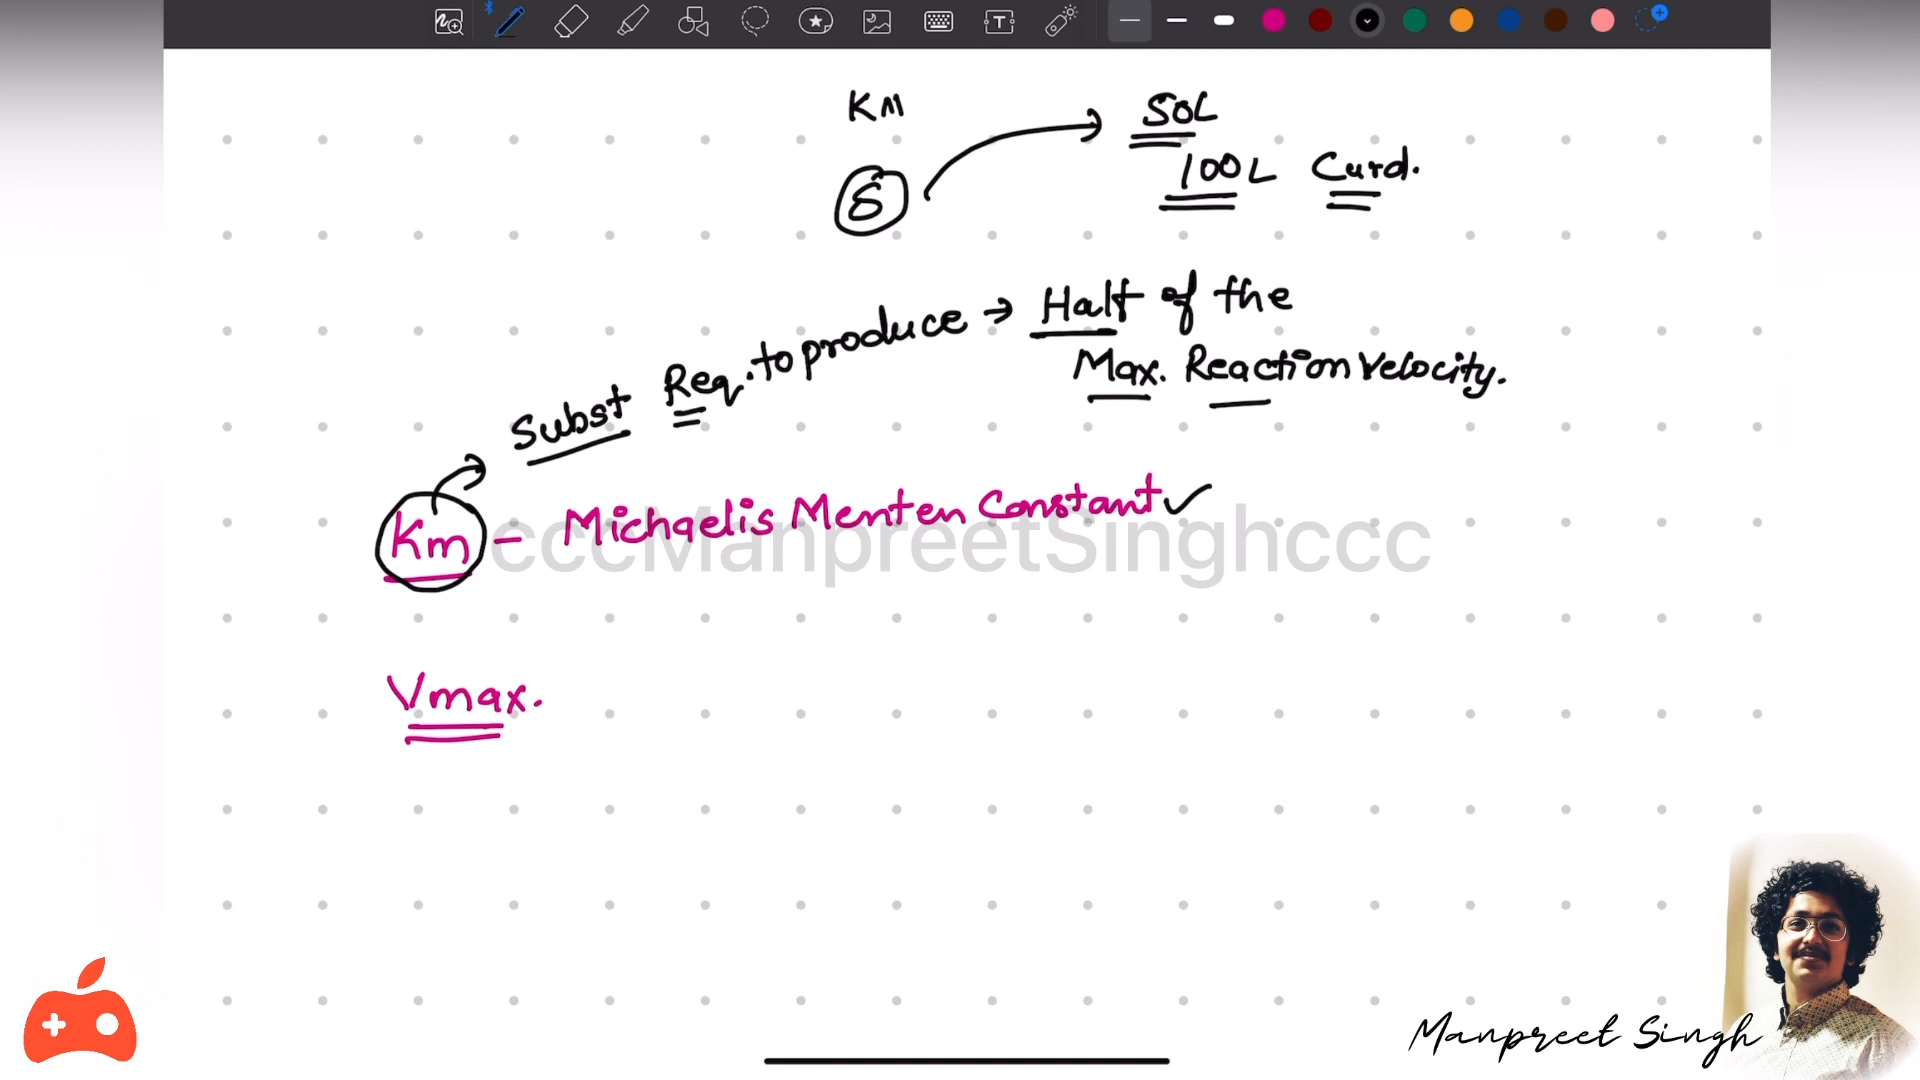 Km
50L
100L Curd.
Subst Req. to produce → Half of the
Max. Reaction Velocity.
Km – Michaelis Menten Constant ✓
cccManpreetSinghccc
Vmax.
Manpreet Singh